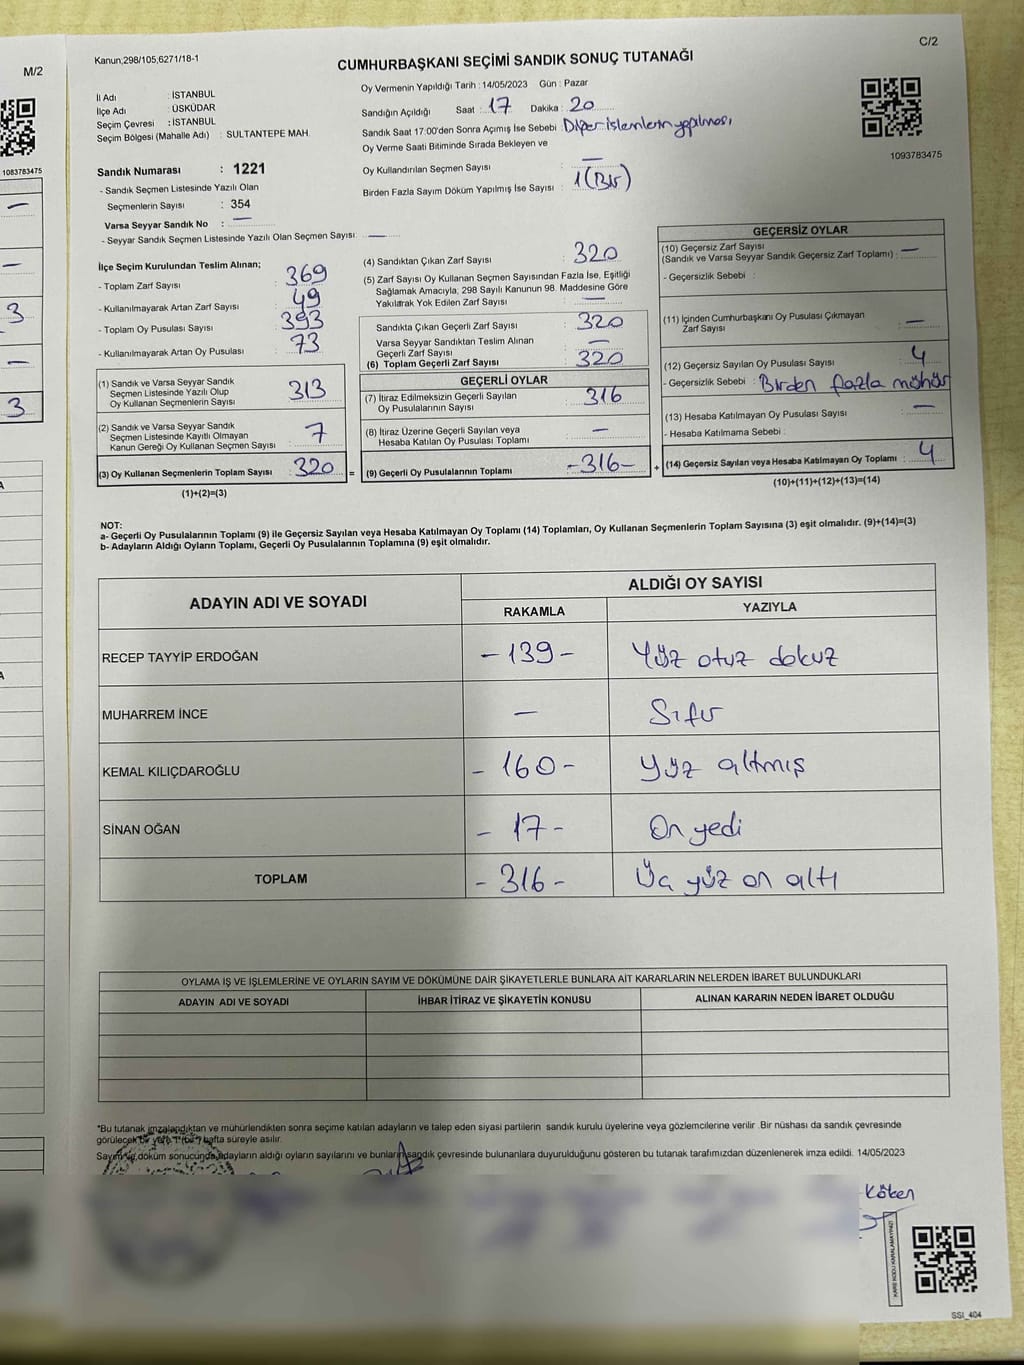 M/2
1083783475
3
3
Kanun;298/105,6271/18-1
C/2
CUMHURBAŞKANI SEÇİMİ SANDIK SONUÇ TUTANAĞI
İl Adı : İSTANBUL
İlçe Adı : ÜSKÜDAR
Seçim Çevresi : İSTANBUL
Seçim Bölgesi (Mahalle Adı) : SULTANTEPE MAH.
Sandık Numarası : 1221
- Sandık Seçmen Listesinde Yazılı Olan
Seçmenlerin Sayısı : 354
Varsa Seyyar Sandık No : —
- Seyyar Sandık Seçmen Listesinde Yazılı Olan Seçmen Sayısı: —
Oy Vermenin Yapıldığı Tarih : 14/05/2023 Gün : Pazar
Sandığın Açıldığı Saat : 17 Dakika : 20
Sandık Saat 17.00'den Sonra Açımış İse Sebebi : Diğer işlemlerin yapılması
Oy Verme Saati Bitiminde Sırada Bekleyen ve
Oy Kullandırılan Seçmen Sayısı : —
Birden Fazla Sayım Döküm Yapılmış İse Sayısı : 1 (Bir)
1093783475
İlçe Seçim Kurulundan Teslim Alınan;
- Toplam Zarf Sayısı : 369
- Kullanılmayarak Artan Zarf Sayısı : 49
- Toplam Oy Pusulası Sayısı : 393
- Kullanılmayarak Artan Oy Pusulası : 73
(1) Sandık ve Varsa Seyyar Sandık
Seçmen Listesinde Yazılı Olup
Oy Kullanan Seçmenlerin Sayısı : 313
(2) Sandık ve Varsa Seyyar Sandık
Seçmen Listesinde Kayıtlı Olmayan
Kanun Gereği Oy Kullanan Seçmen Sayısı : 7
(3) Oy Kullanan Seçmenlerin Toplam Sayısı : 320 =
(1)+(2)=(3)
(4) Sandıktan Çıkan Zarf Sayısı : 320
(5) Zarf Sayısı Oy Kullanan Seçmen Sayısından Fazla İse, Eşitliği
Sağlamak Amacıyla; 298 Sayılı Kanunun 98. Maddesine Göre
Yakılarak Yok Edilen Zarf Sayısı : —
Sandıkta Çıkan Geçerli Zarf Sayısı : 320
Varsa Seyyar Sandıktan Teslim Alınan
Geçerli Zarf Sayısı : —
(6) Toplam Geçerli Zarf Sayısı : 320
GEÇERLİ OYLAR
(7) İtiraz Edilmeksizin Geçerli Sayılan
Oy Pusulalarının Sayısı : 316
(8) İtiraz Üzerine Geçerli Sayılan veya
Hesaba Katılan Oy Pusulası Toplamı : —
(9) Geçerli Oy Pusulalarının Toplamı : -316- +
GEÇERSİZ OYLAR
(10) Geçersiz Zarf Sayısı
(Sandık ve Varsa Seyyar Sandık Geçersiz Zarf Toplamı) : —
- Geçersizlik Sebebi :
(11) İçinden Cumhurbaşkanı Oy Pusulası Çıkmayan
Zarf Sayısı : —
(12) Geçersiz Sayılan Oy Pusulası Sayısı : 4
- Geçersizlik Sebebi : Birden fazla mühür
(13) Hesaba Katılmayan Oy Pusulası Sayısı : —
- Hesaba Katılmama Sebebi :
(14) Geçersiz Sayılan veya Hesaba Katılmayan Oy Toplamı : 4
(10)+(11)+(12)+(13)=(14)
NOT:
a- Geçerli Oy Pusulalarının Toplamı (9) ile Geçersiz Sayılan veya Hesaba Katılmayan Oy Toplamı (14) Toplamları, Oy Kullanan Seçmenlerin Toplam Sayısına (3) eşit olmalıdır. (9)+(14)=(3)
b- Adayların Aldığı Oyların Toplamı, Geçerli Oy Pusulalarının Toplamına (9) eşit olmalıdır.
ADAYIN ADI VE SOYADI
ALDIĞI OY SAYISI
RAKAMLA YAZIYLA
RECEP TAYYİP ERDOĞAN -139- Yüz otuz dokuz
MUHARREM İNCE — Sıfır
KEMAL KILIÇDAROĞLU -160- Yüz altmış
SİNAN OĞAN -17- On yedi
TOPLAM -316- Üç yüz on altı
OYLAMA İŞ VE İŞLEMLERİNE VE OYLARIN SAYIM VE DÖKÜMÜNE DAİR ŞİKAYETLERLE BUNLARA AİT KARARLARIN NELERDEN İBARET BULUNDUKLARI
ADAYIN ADI VE SOYADI İHBAR İTİRAZ VE ŞİKAYETİN KONUSU ALINAN KARARIN NEDEN İBARET OLDUĞU
*Bu tutanak imzalandıktan ve mühürlendikten sonra seçime katılan adayların ve talep eden siyasi partilerin sandık kurulu üyelerine veya gözlemcilerine verilir .Bir nüshası da sandık çevresinde
görülecek bir yere 1 (bir) hafta süreyle asılır.
Sayım ve döküm sonucunda adayların aldığı oyların sayılarını ve bunların sandık çevresinde bulunanlara duyurulduğunu gösteren bu tutanak tarafımızdan düzenlenerek imza edildi. 14/05/2023
Köken
SSI_404